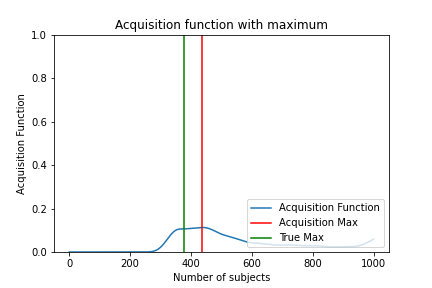 Acquisition function with maximum
1.0
0.8
0.6
0.4
0.2
0.0
Acquisition Function
Acquisition Function
Acquisition Max
True Max
0 200 400 600 800 1000
Number of subjects